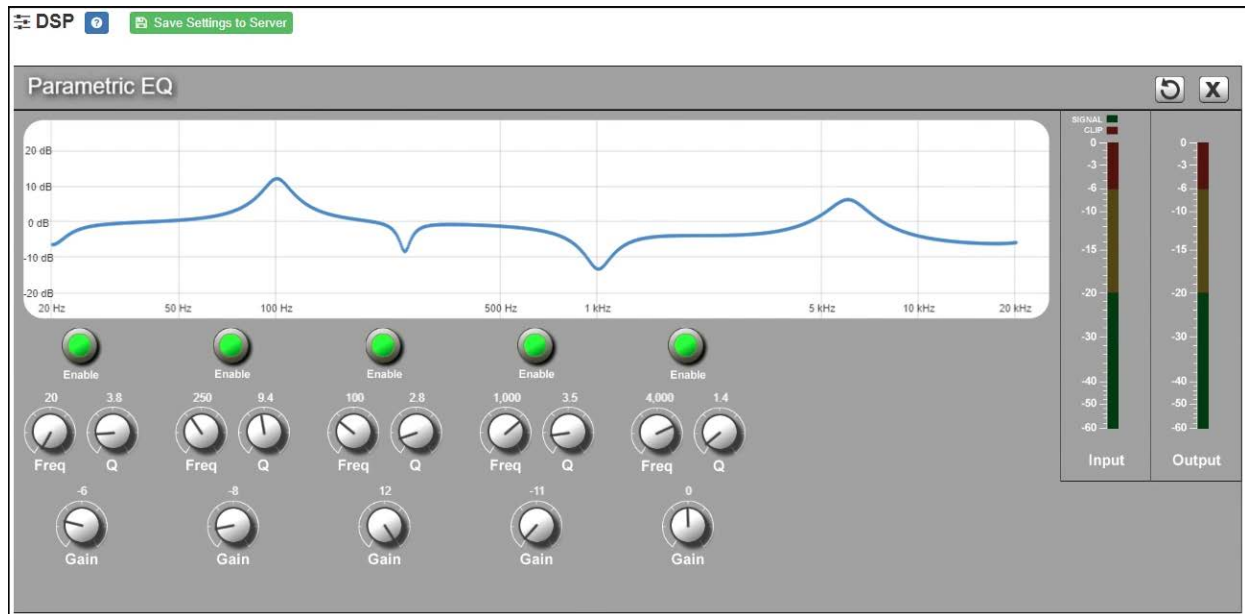 DSP ? Save Settings to Server
Parametric EQ X
20 dB
10 dB
0 dB
-10 dB
-20 dB
20 Hz 50 Hz 100 Hz 500 Hz 1 kHz 5 kHz 10 kHz 20 kHz
Enable Enable Enable Enable Enable
20 3.8 250 9.4 100 2.8 1,000 3.5 4,000 1.4
Freq Q Freq Q Freq Q Freq Q Freq Q
-6 -8 12 -11 0
Gain Gain Gain Gain Gain
SIGNAL
CLIP
0 0
-3 -3
-6 -6
-10 -10
-15 -15
-20 -20
-30 -30
-40 -40
-50 -50
-60 -60
Input Output